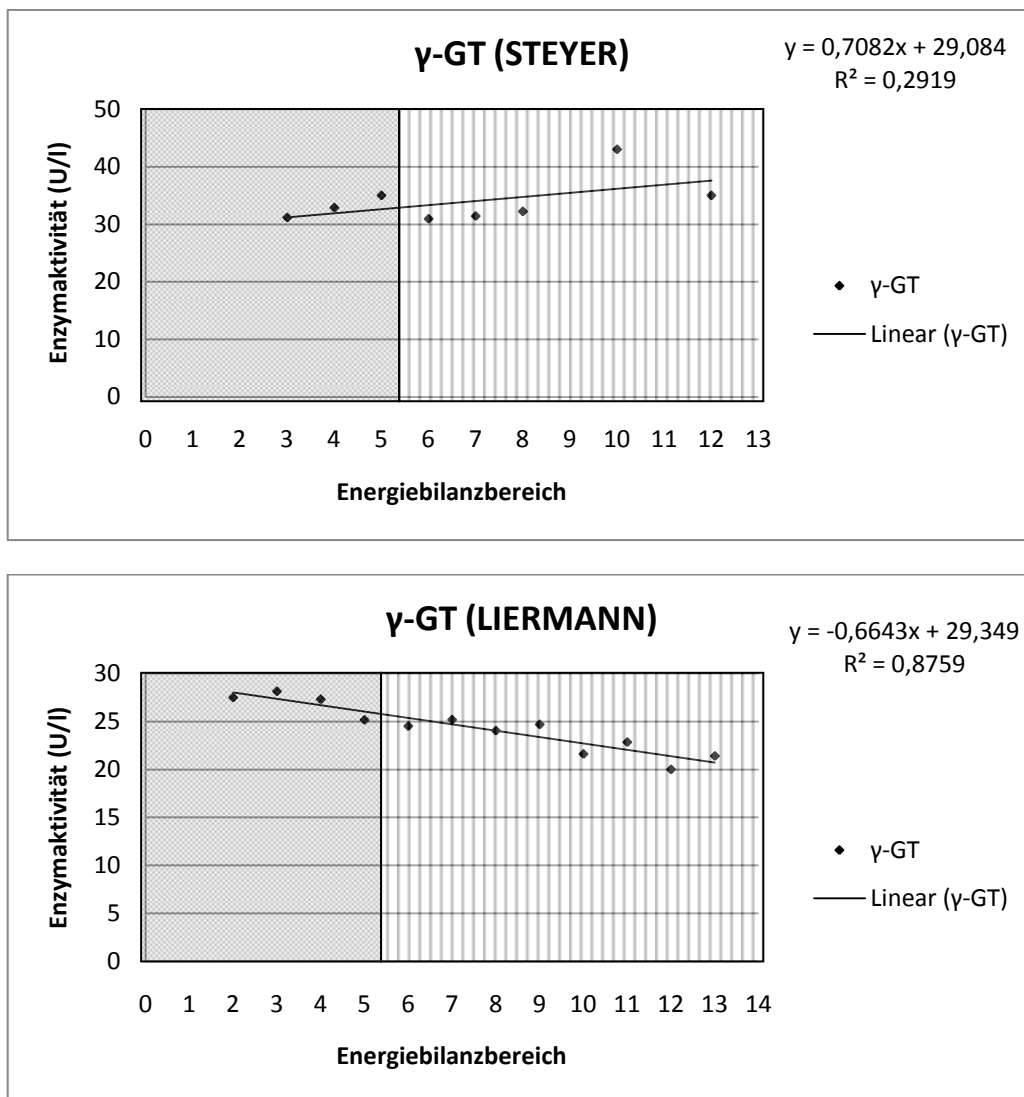 γ-GT (STEYER)
y = 0,7082x + 29,084
R² = 0,2919
Enzymaktivität (U/l)
50
40
30
20
10
0
0 1 2 3 4 5 6 7 8 9 10 11 12 13
Energiebilanzbereich
γ-GT
Linear (γ-GT)
γ-GT (LIERMANN)
y = -0,6643x + 29,349
R² = 0,8759
Enzymaktivität (U/l)
30
25
20
15
10
5
0
0 1 2 3 4 5 6 7 8 9 10 11 12 13 14
Energiebilanzbereich
γ-GT
Linear (γ-GT)